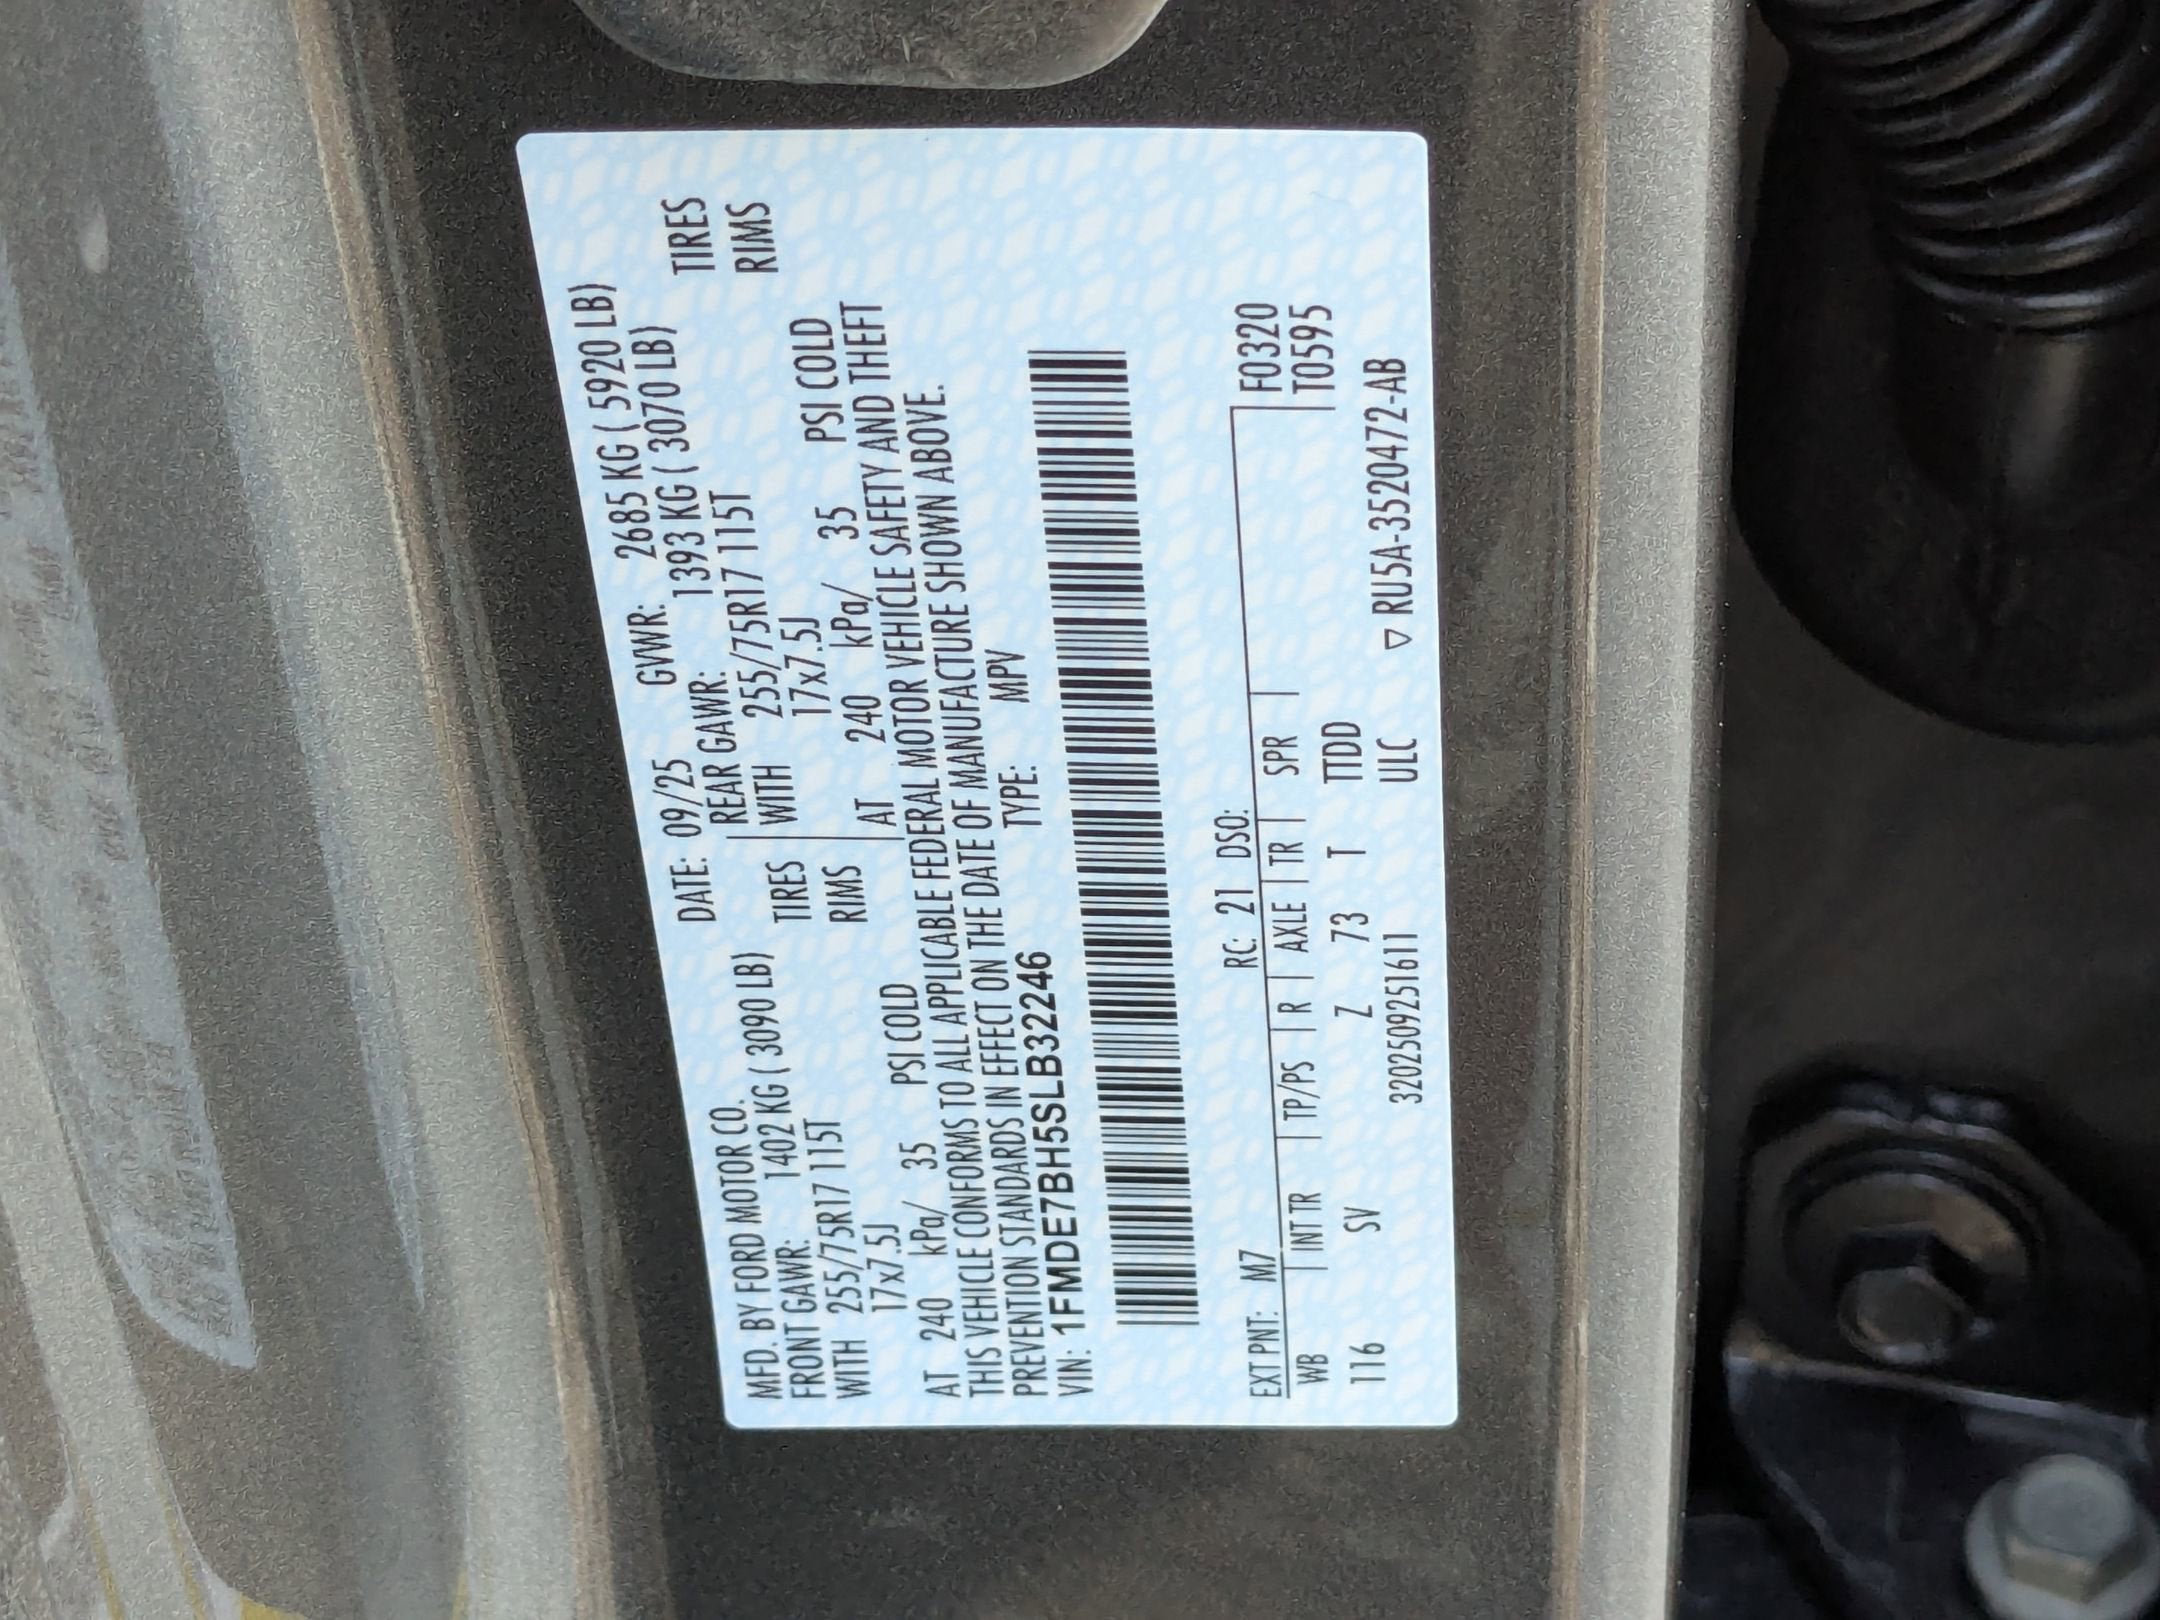 MFD. BY FORD MOTOR CO. DATE: 09/25 GVWR: 2685 KG ( 5920 LB)
FRONT GAWR: 1402 KG ( 3090 LB) REAR GAWR: 1393 KG ( 3070 LB)
WITH 255/75R17 115T TIRES WITH 255/75R17 115T TIRES
17x7.5J RIMS 17x7.5J RIMS
AT 240 kPa/ 35 PSI COLD AT 240 kPa/ 35 PSI COLD
THIS VEHICLE CONFORMS TO ALL APPLICABLE FEDERAL MOTOR VEHICLE SAFETY AND THEFT
PREVENTION STANDARDS IN EFFECT ON THE DATE OF MANUFACTURE SHOWN ABOVE.
VIN: 1FMDE7BH5SLB32246 TYPE: MPV
EXT PNT: M7 RC: 21 DSO: F0320
WB INT TR TP/PS R AXLE TR SPR T0595
116 SV Z 73 T TTDD
320250925161 1 ULC ▽ RU5A-3520472-AB